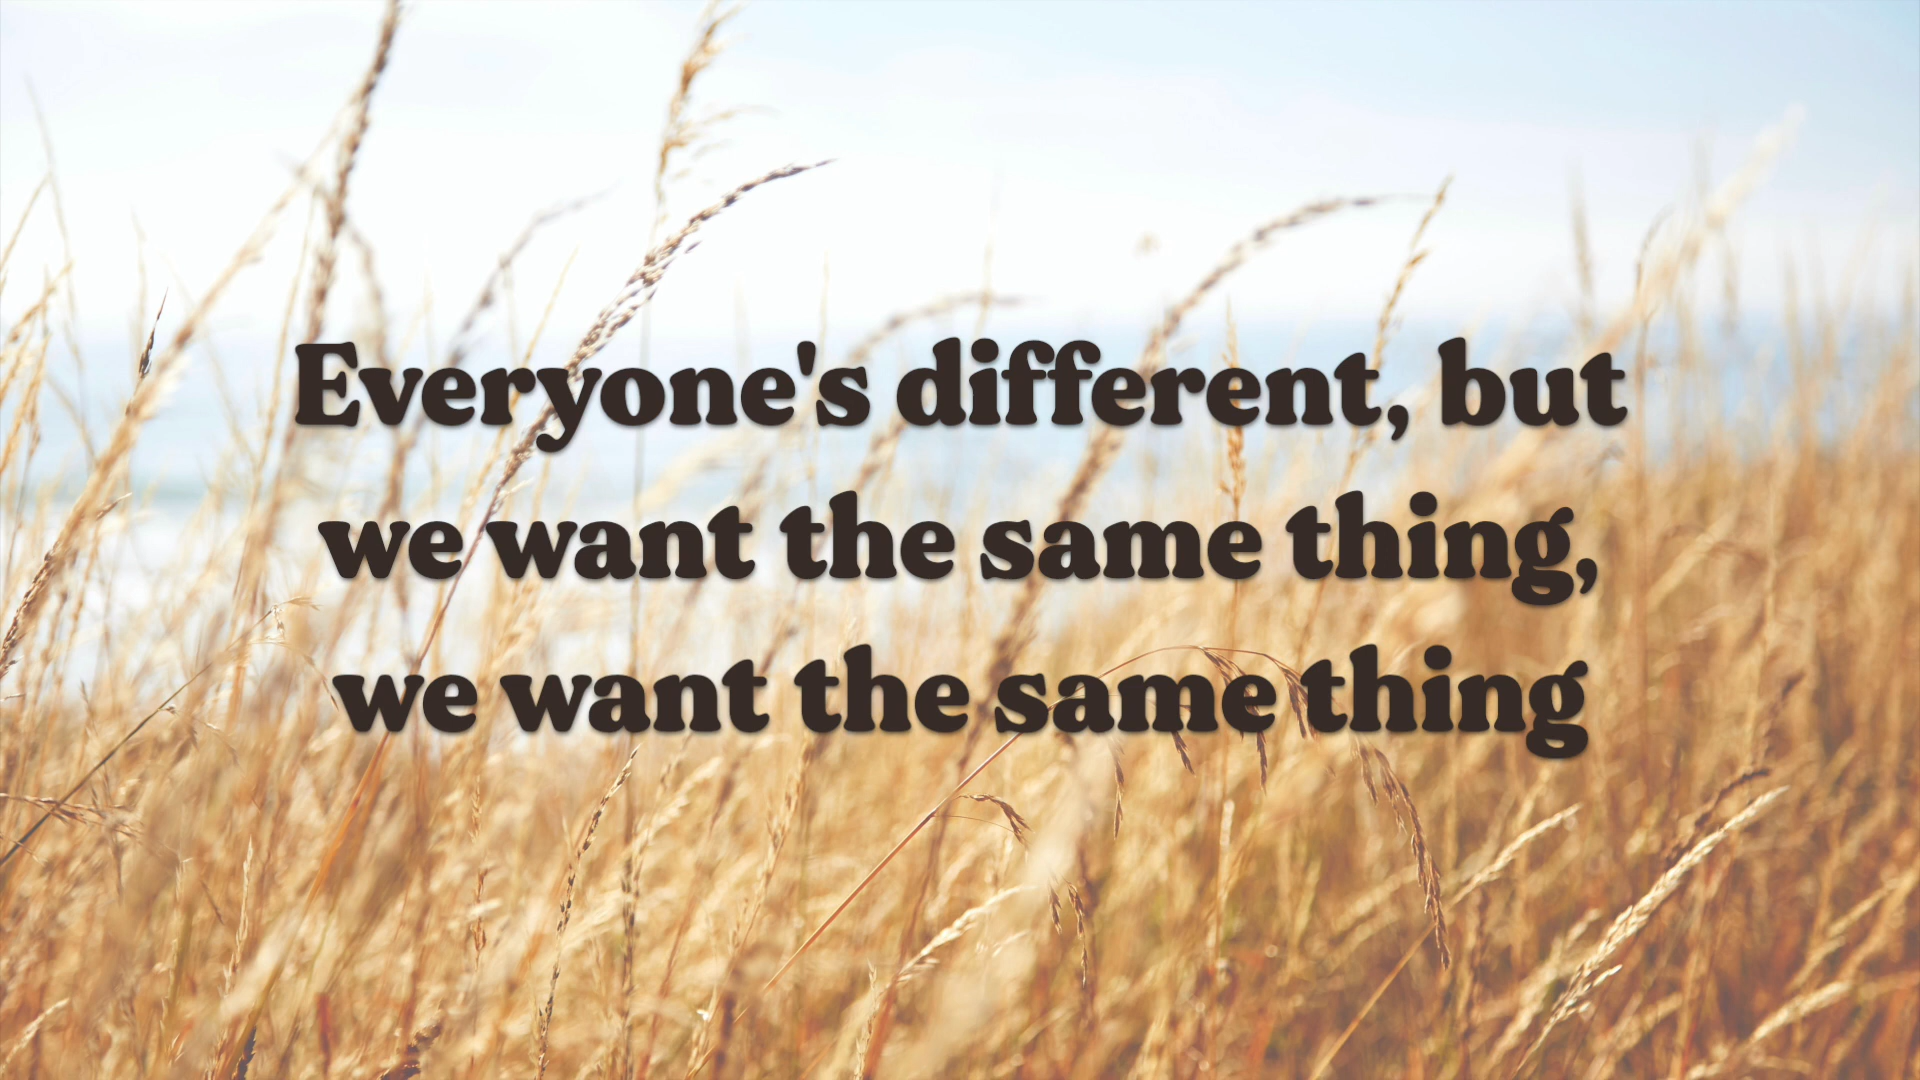 Everyone's different, but
we want the same thing,
we want the same thing